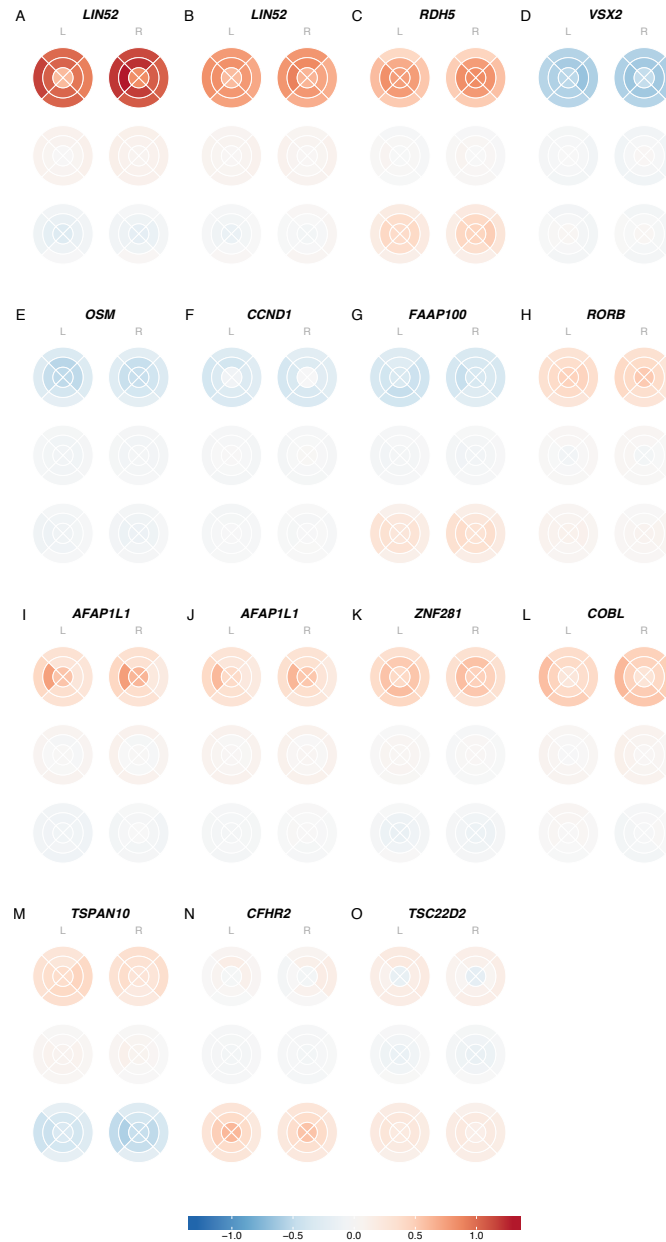 A LIN52 B LIN52 C RDH5 D VSX2
L R L R L R L R
E OSM F CCND1 G FAAP100 H RORB
L R L R L R L R
I AFAP1L1 J AFAP1L1 K ZNF281 L COBL
L R L R L R L R
M TSPAN10 N CFHR2 O TSC22D2
L R L R L R
−1.0 −0.5 0.0 0.5 1.0